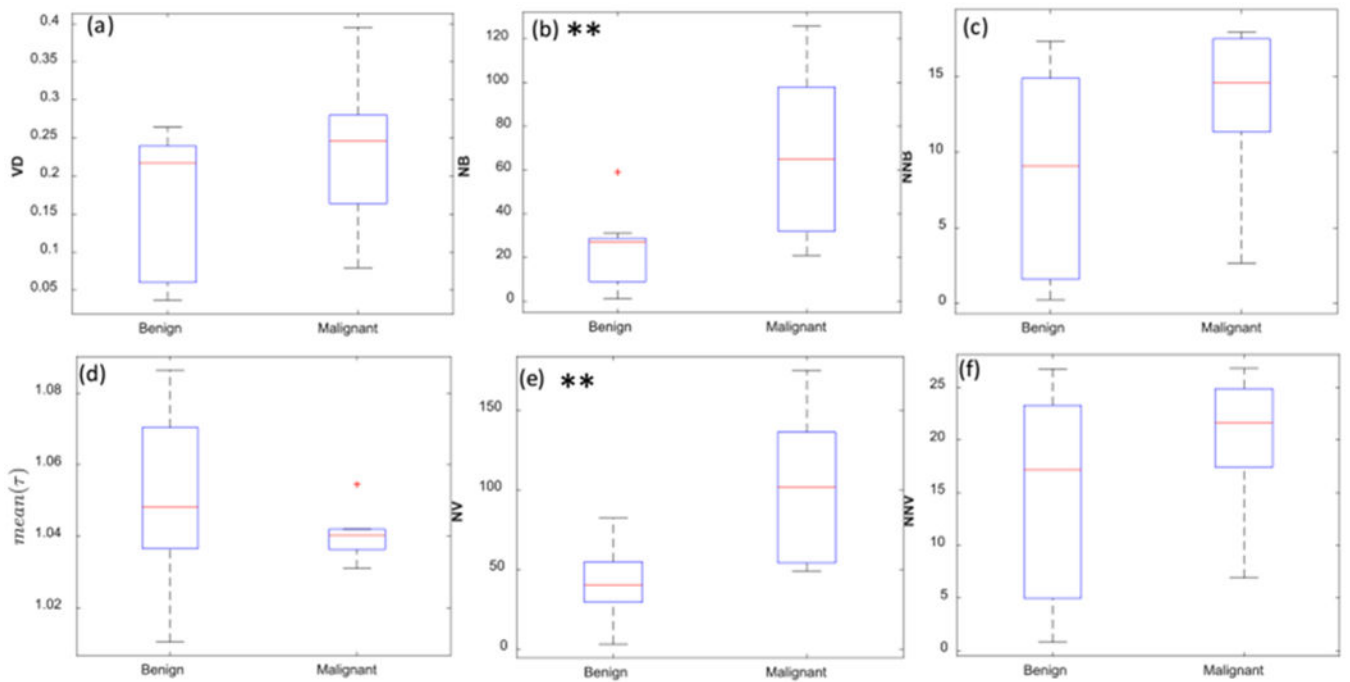 (a)
VD
0.4
0.35
0.3
0.25
0.2
0.15
0.1
0.05
Benign Malignant
(b) **
NB
120
100
80
60
40
20
0
Benign Malignant
(c)
NNB
15
10
5
0
Benign Malignant
(d)
mean(τ)
1.08
1.06
1.04
1.02
Benign Malignant
(e) **
NV
150
100
50
0
Benign Malignant
(f)
NNV
25
20
15
10
5
0
Benign Malignant